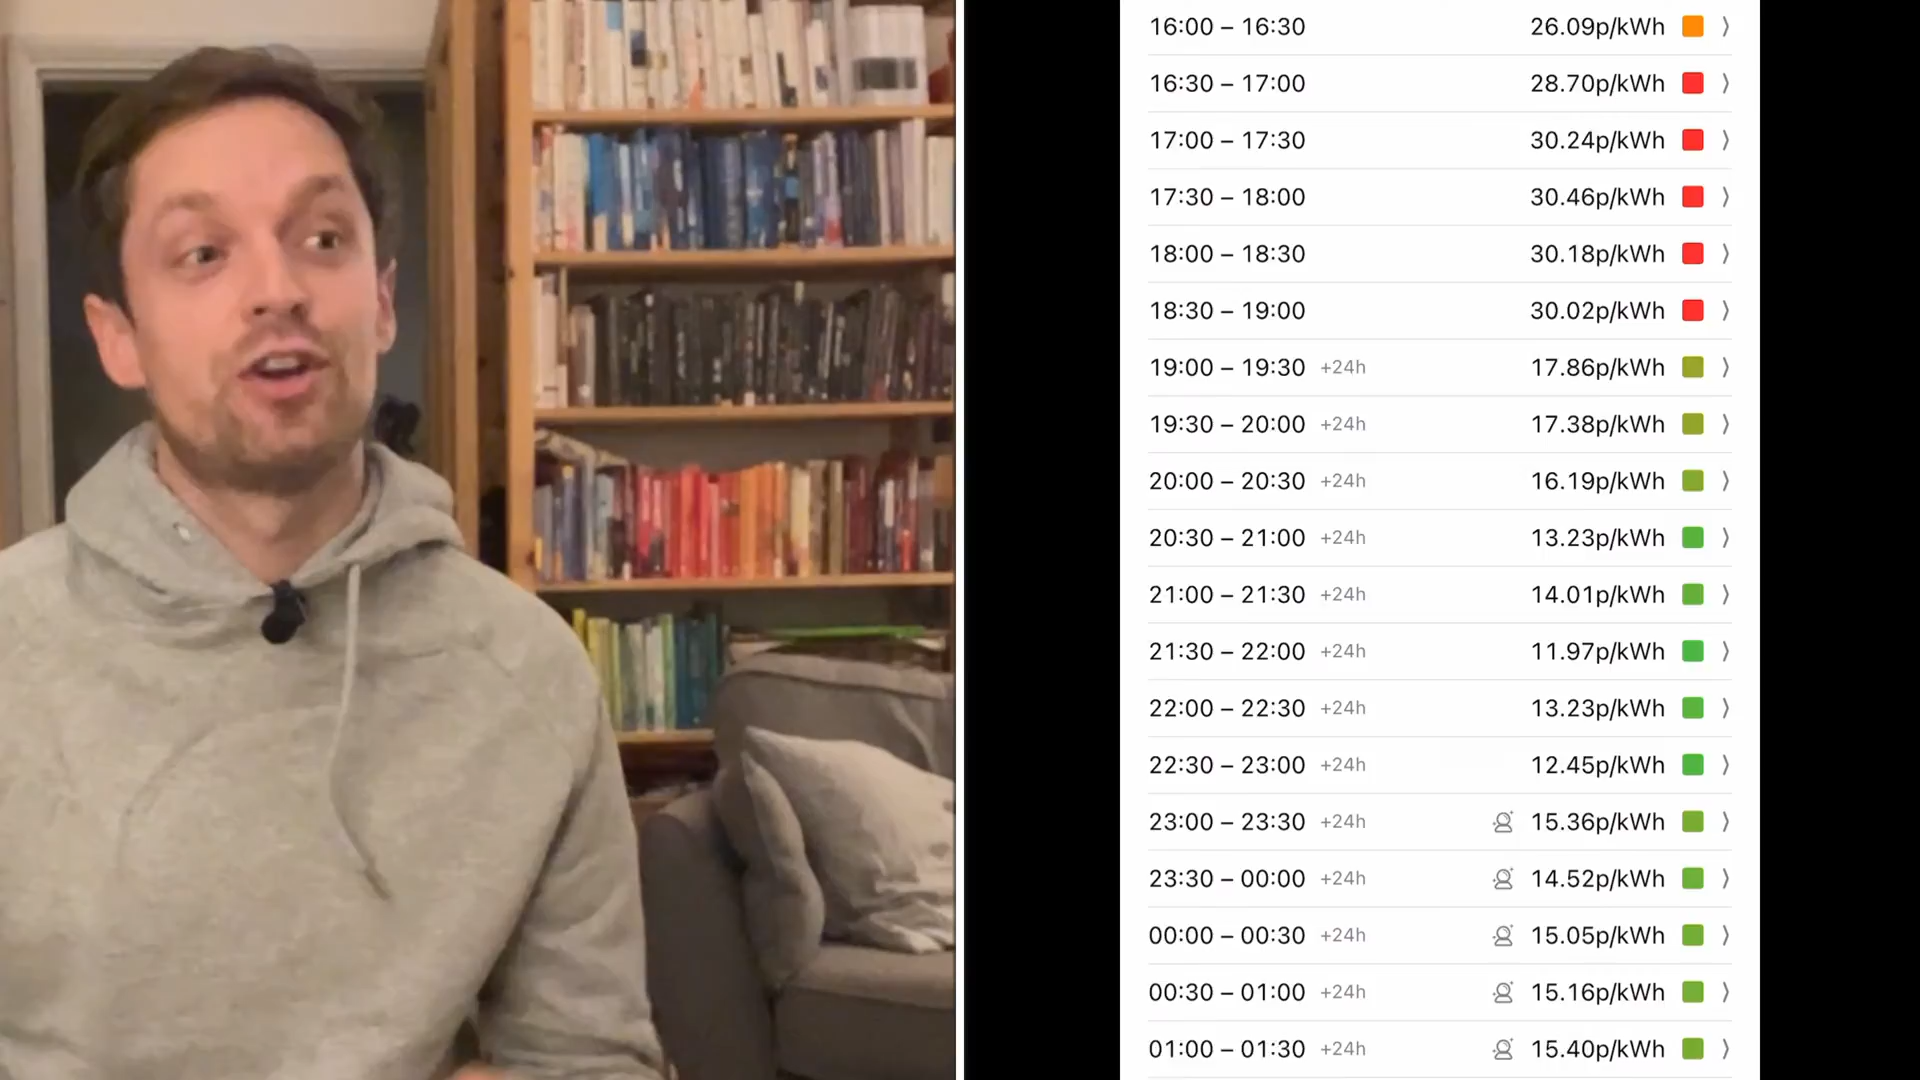 16:00 – 16:30 26.09p/kWh
16:30 – 17:00 28.70p/kWh
17:00 – 17:30 30.24p/kWh
17:30 – 18:00 30.46p/kWh
18:00 – 18:30 30.18p/kWh
18:30 – 19:00 30.02p/kWh
19:00 – 19:30 +24h 17.86p/kWh
19:30 – 20:00 +24h 17.38p/kWh
20:00 – 20:30 +24h 16.19p/kWh
20:30 – 21:00 +24h 13.23p/kWh
21:00 – 21:30 +24h 14.01p/kWh
21:30 – 22:00 +24h 11.97p/kWh
22:00 – 22:30 +24h 13.23p/kWh
22:30 – 23:00 +24h 12.45p/kWh
23:00 – 23:30 +24h 15.36p/kWh
23:30 – 00:00 +24h 14.52p/kWh
00:00 – 00:30 +24h 15.05p/kWh
00:30 – 01:00 +24h 15.16p/kWh
01:00 – 01:30 +24h 15.40p/kWh